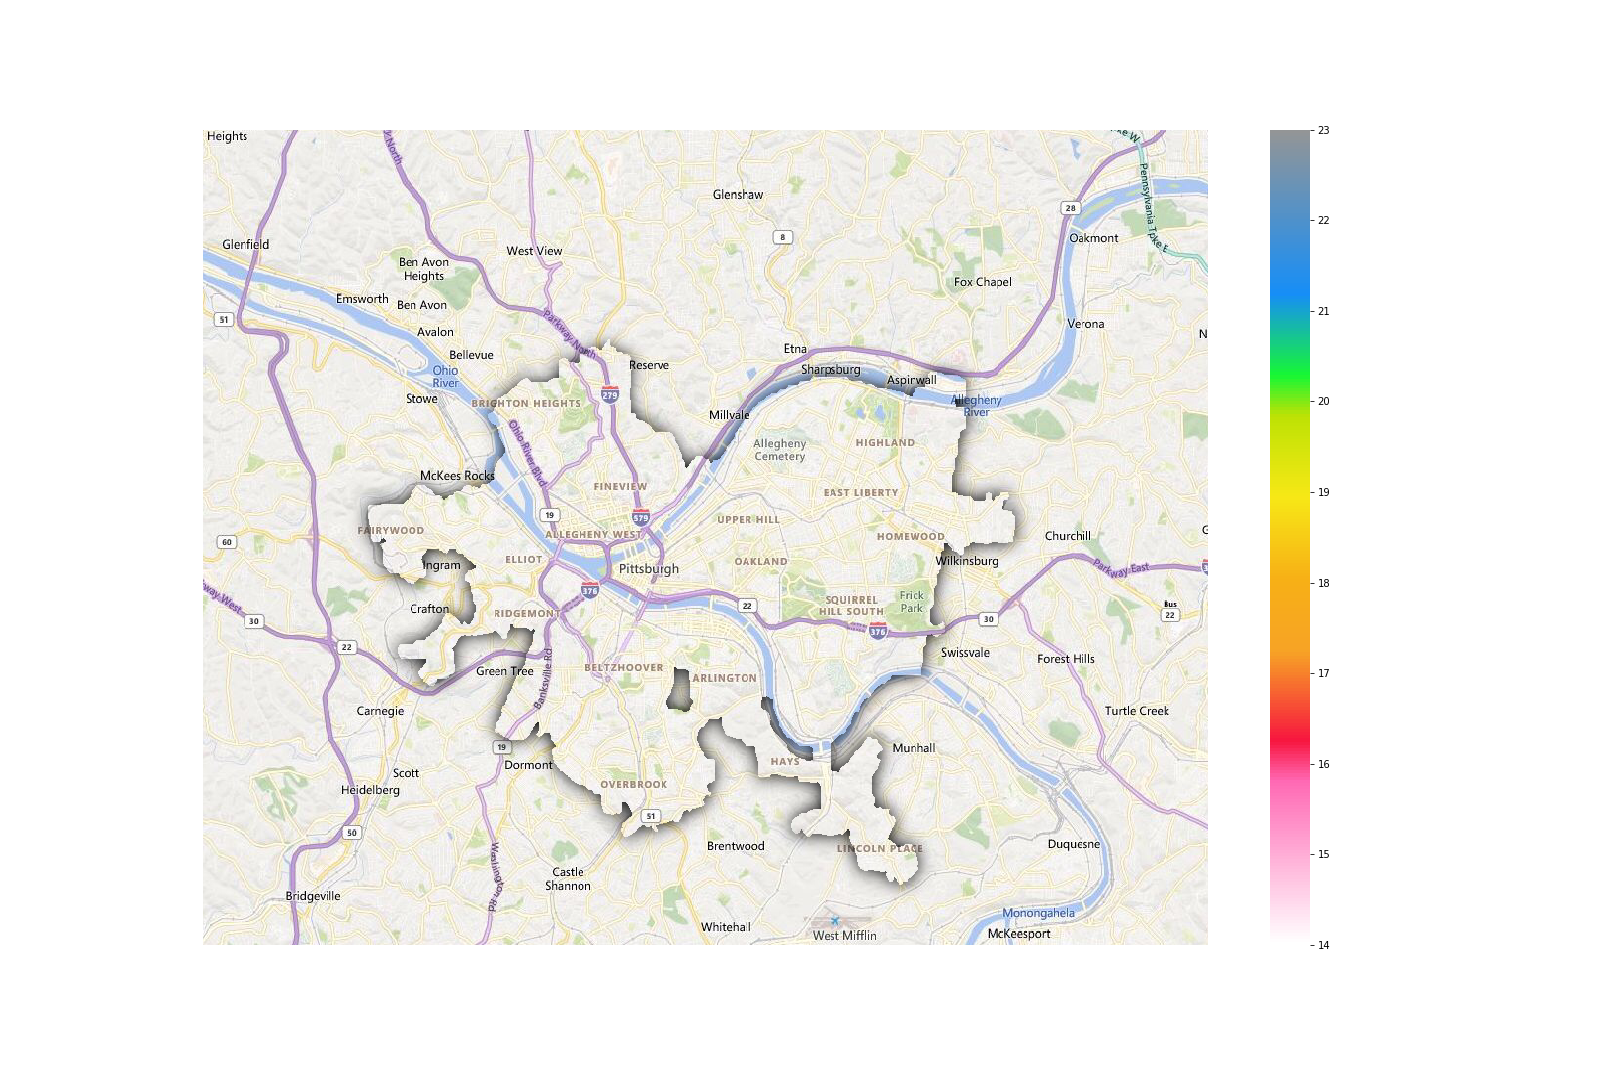 Heights
Parkway North
Pennsylvania Tpke
Glenshaw
28
Oakmont
8
Glenfield
West View
Ben Avon
Heights
Fox Chapel
Emsworth
Ben Avon
51
Parkway North
Verona
Avalon
N
Etna
Bellevue
Reserve
Sharpsburg
Ohio
River
Aspinwall
279
Stowe
BRIGHTON HEIGHTS
Allegheny
River
Millvale
Ohio River Blvd
Allegheny
Cemetery
HIGHLAND
McKees Rocks
FINEVIEW
EAST LIBERTY
19
579
UPPER HILL
FAIRYWOOD
ALLEGHENY WEST
HOMEWOOD
Churchill
60
Ingram
ELLIOT
Pittsburgh
OAKLAND
Wilkinsburg
Parkway East
376
Crafton
RIDGEMONT
22
SQUIRREL
HILL SOUTH
Frick
Park
Bus
22
30
30
376
22
Green Tree
BELTZHOOVER
ARLINGTON
Swissvale
Forest Hills
Banksville Rd
Carnegie
Turtle Creek
19
Munhall
Dormont
HAYS
Scott
Heidelberg
OVERBROOK
51
50
Brentwood
LINCOLN PLACE
Duquesne
Washington Rd
Castle
Shannon
Bridgeville
Monongahela
Whitehall
West Mifflin
McKeesport
23
22
21
20
19
18
17
16
15
14